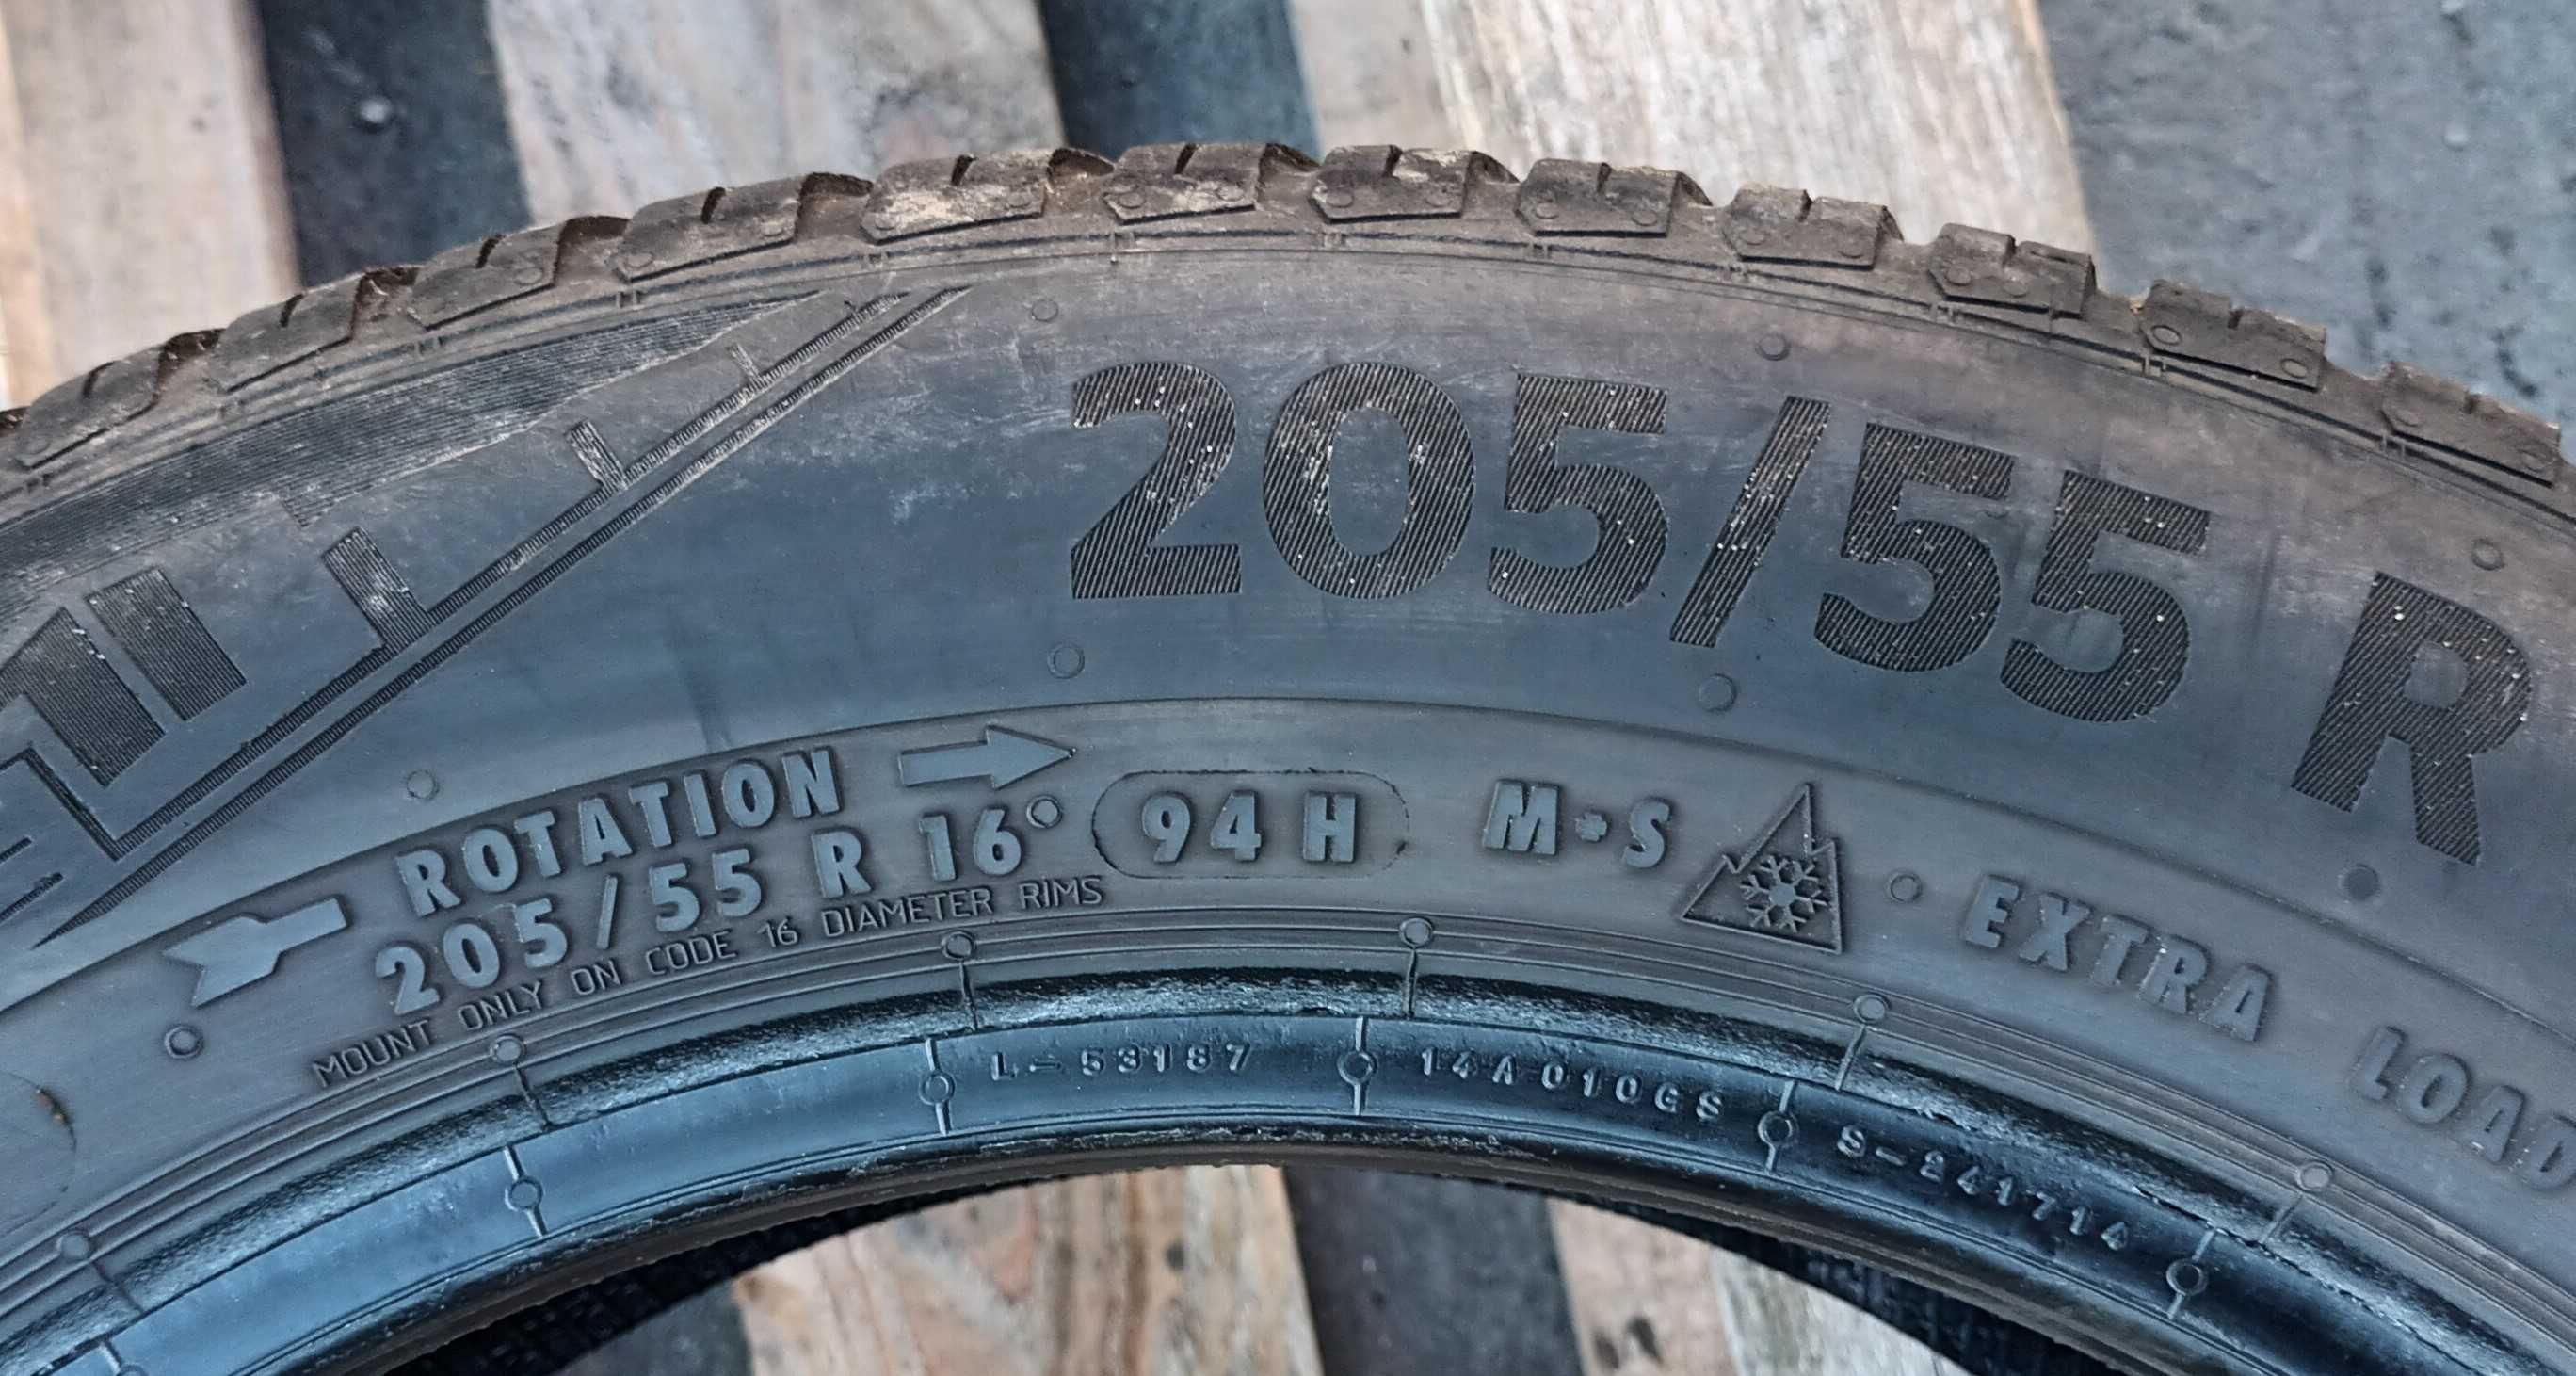 205/55 R
ROTATION
205/55 R 16 94 H M+S EXTRA LOAD
MOUNT ONLY ON CODE 16 DIAMETER RIMS
L-53187 14A010GS S-241714